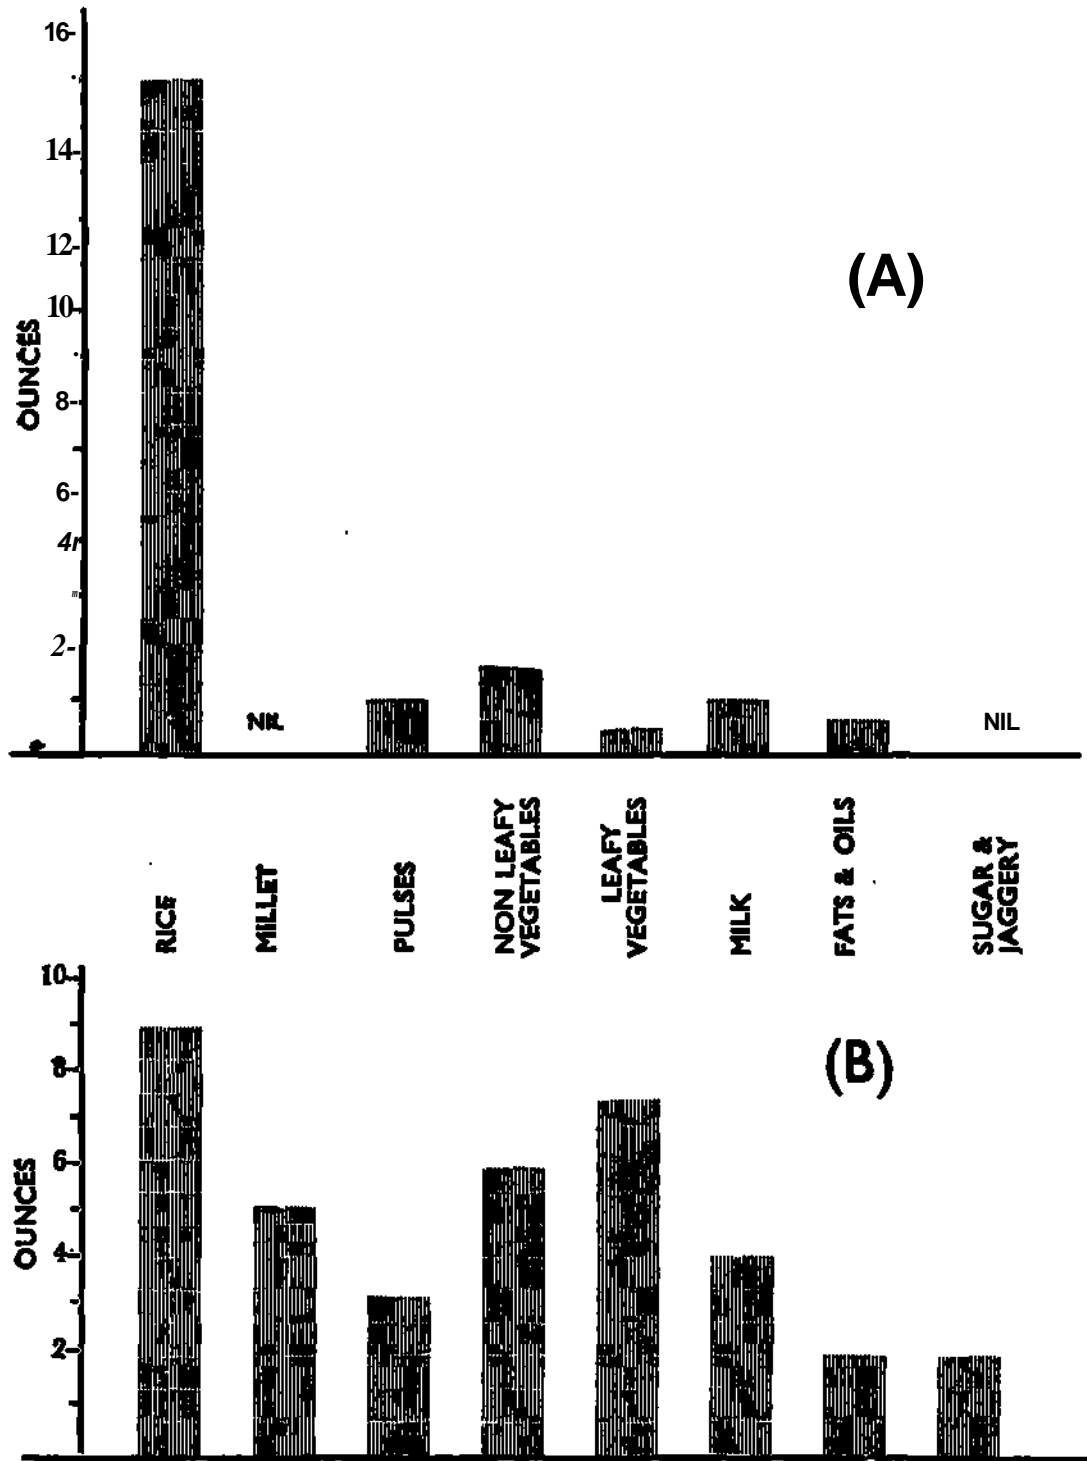 16-
14-
12-
(A)
10-
OUNCES
8-
6-
4
2-
NIL
NIL
RICE
MILLET
PULSES
NON LEAFY
VEGETABLES
LEAFY
VEGETABLES
MILK
FATS & OILS
SUGAR &
JAGGERY
10-
(B)
8-
OUNCES
6-
4-
2-